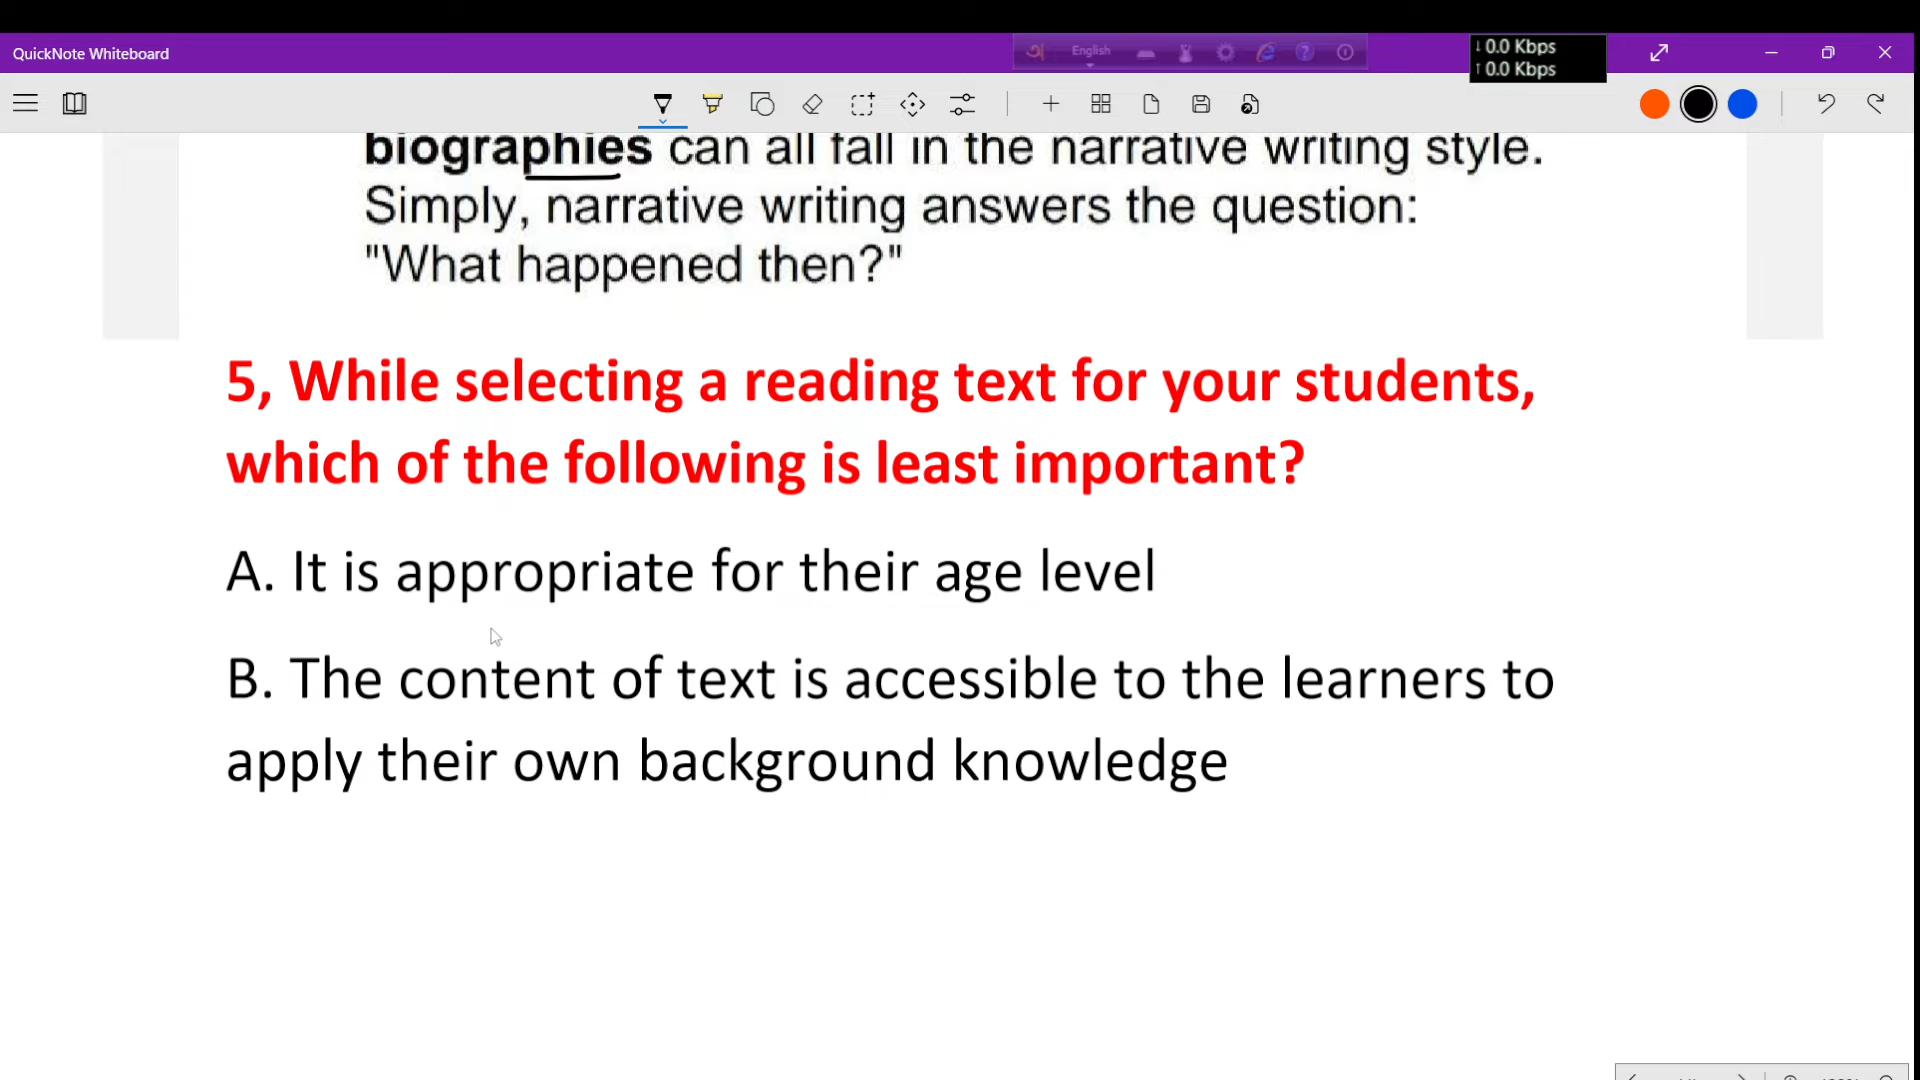 QuickNote Whiteboard
English
↓0.0 Kbps
↑0.0 Kbps
biographies can all fall in the narrative writing style.
Simply, narrative writing answers the question:
"What happened then?"
5, While selecting a reading text for your students,
which of the following is least important?
A. It is appropriate for their age level
B. The content of text is accessible to the learners to
apply their own background knowledge